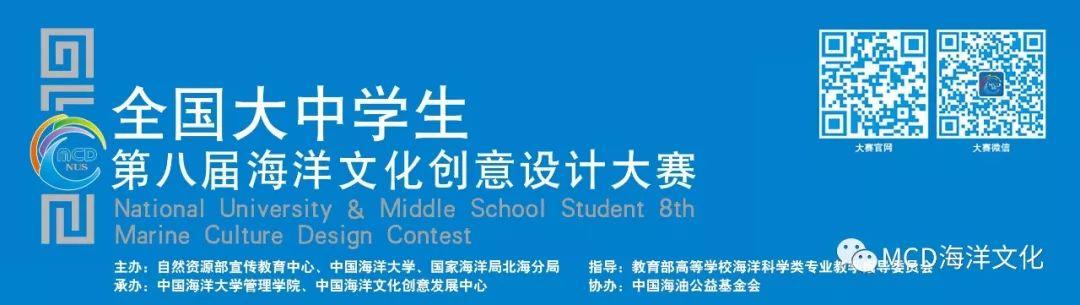 MCD
NUS
全国大中学生
第八届海洋文化创意设计大赛
National University & Middle School Student 8th
Marine Culture Design Contest
大赛官网
大赛微信
主办：自然资源部宣传教育中心、中国海洋大学、国家海洋局北海分局
承办：中国海洋大学管理学院、中国海洋文化创意发展中心
指导：教育部高等学校海洋科学类专业教学指导委员会
协办：中国海油公益基金会
MCD海洋文化